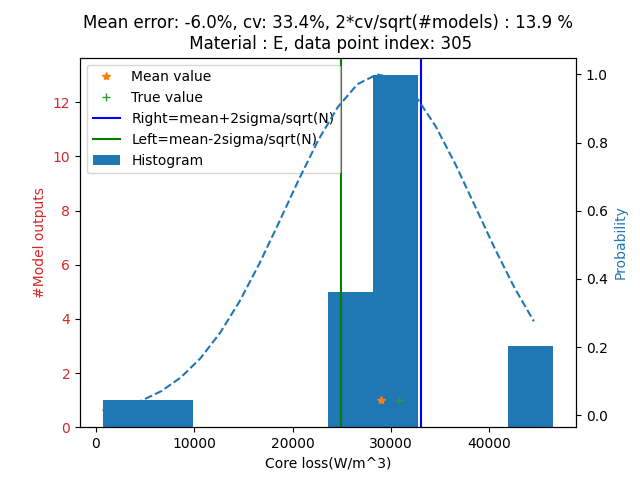 Mean error: -6.0%, cv: 33.4%, 2*cv/sqrt(#models) : 13.9 %
Material : E, data point index: 305
Mean value
True value
Right=mean+2sigma/sqrt(N)
Left=mean-2sigma/sqrt(N)
Histogram
#Model outputs
12
10
8
6
4
2
0
1.0
0.8
0.6
0.4
0.2
0.0
Probability
0 10000 20000 30000 40000
Core loss(W/m^3)